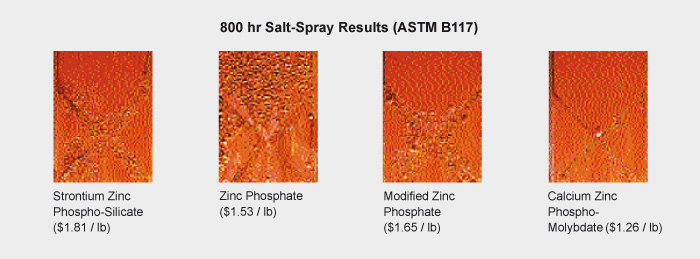 800 hr Salt-Spray Results (ASTM B117)
Strontium Zinc
Phospho-Silicate
($1.81 / lb)
Zinc Phosphate
($1.53 / lb)
Modified Zinc
Phosphate
($1.65 / lb)
Calcium Zinc
Phospho-
Molybdate ($1.26 / lb)